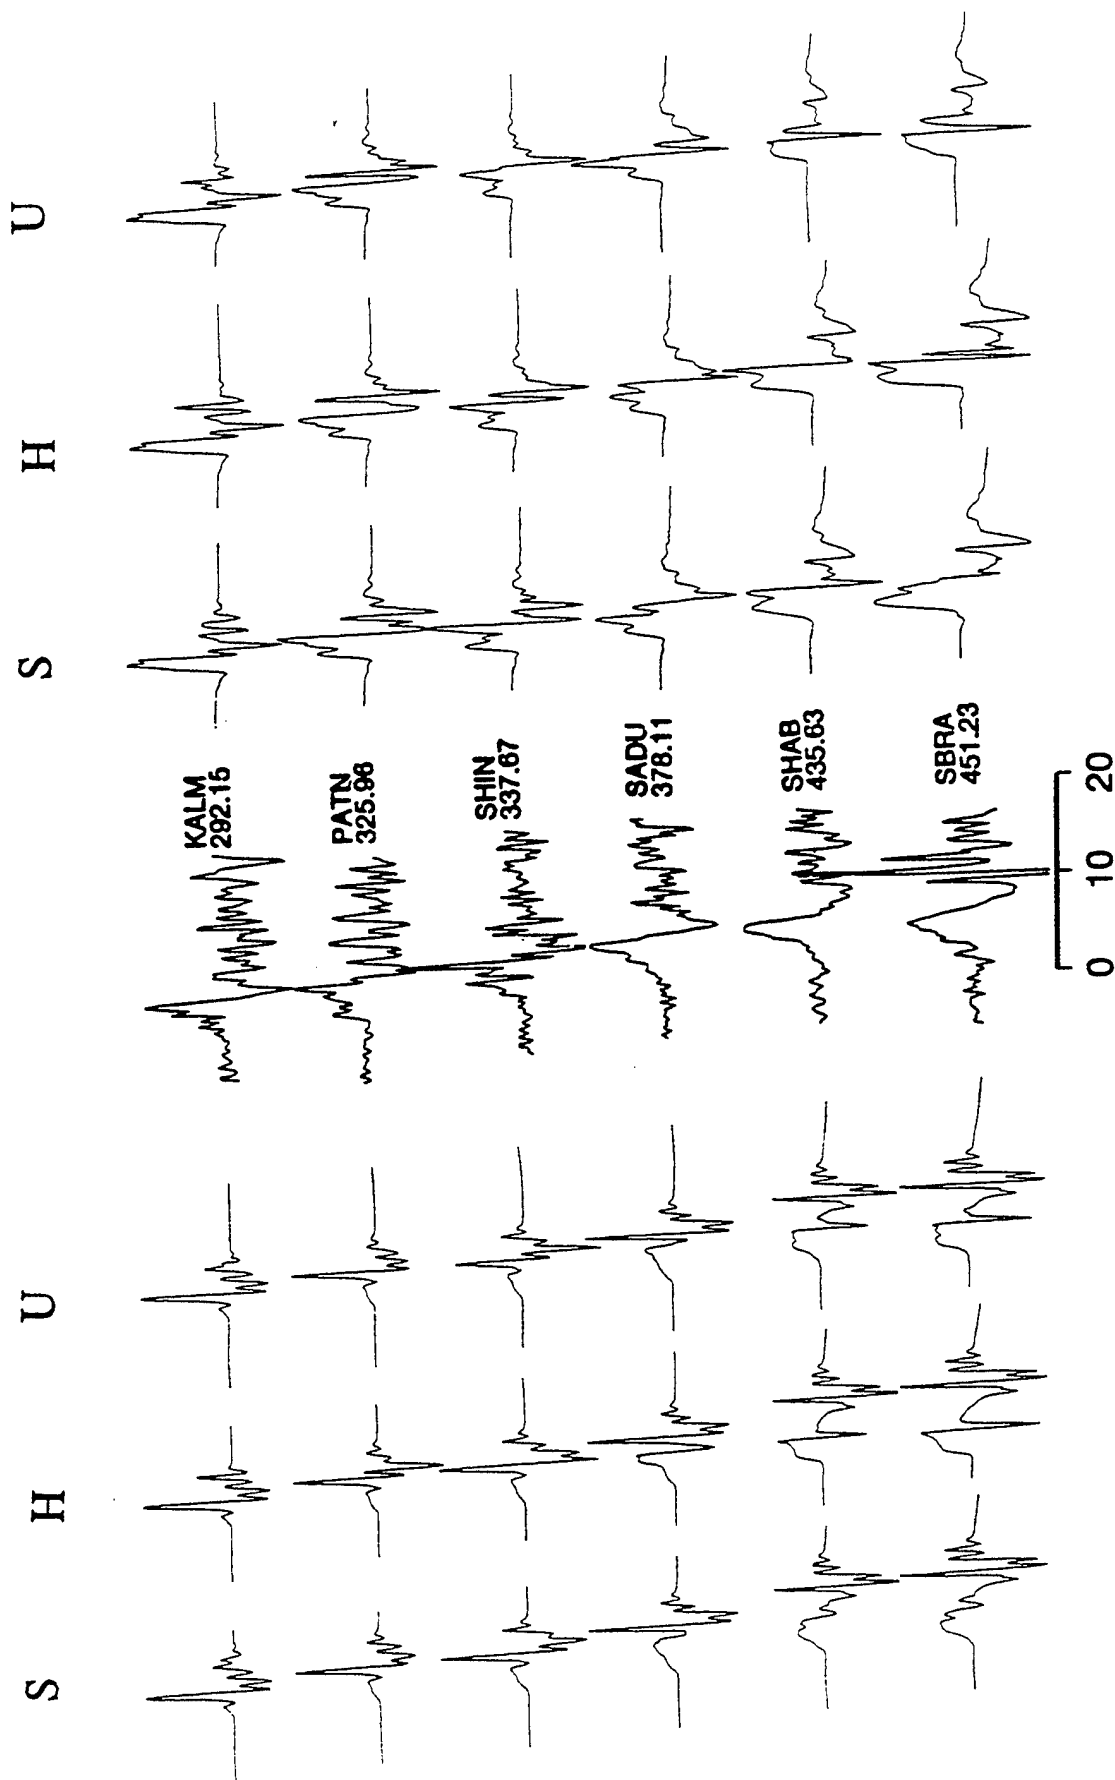 S H U S H U
KALM
292.15
PATN
325.96
SHIN
337.67
SADU
378.11
SHAB
435.63
SBRA
451.23
0 10 20